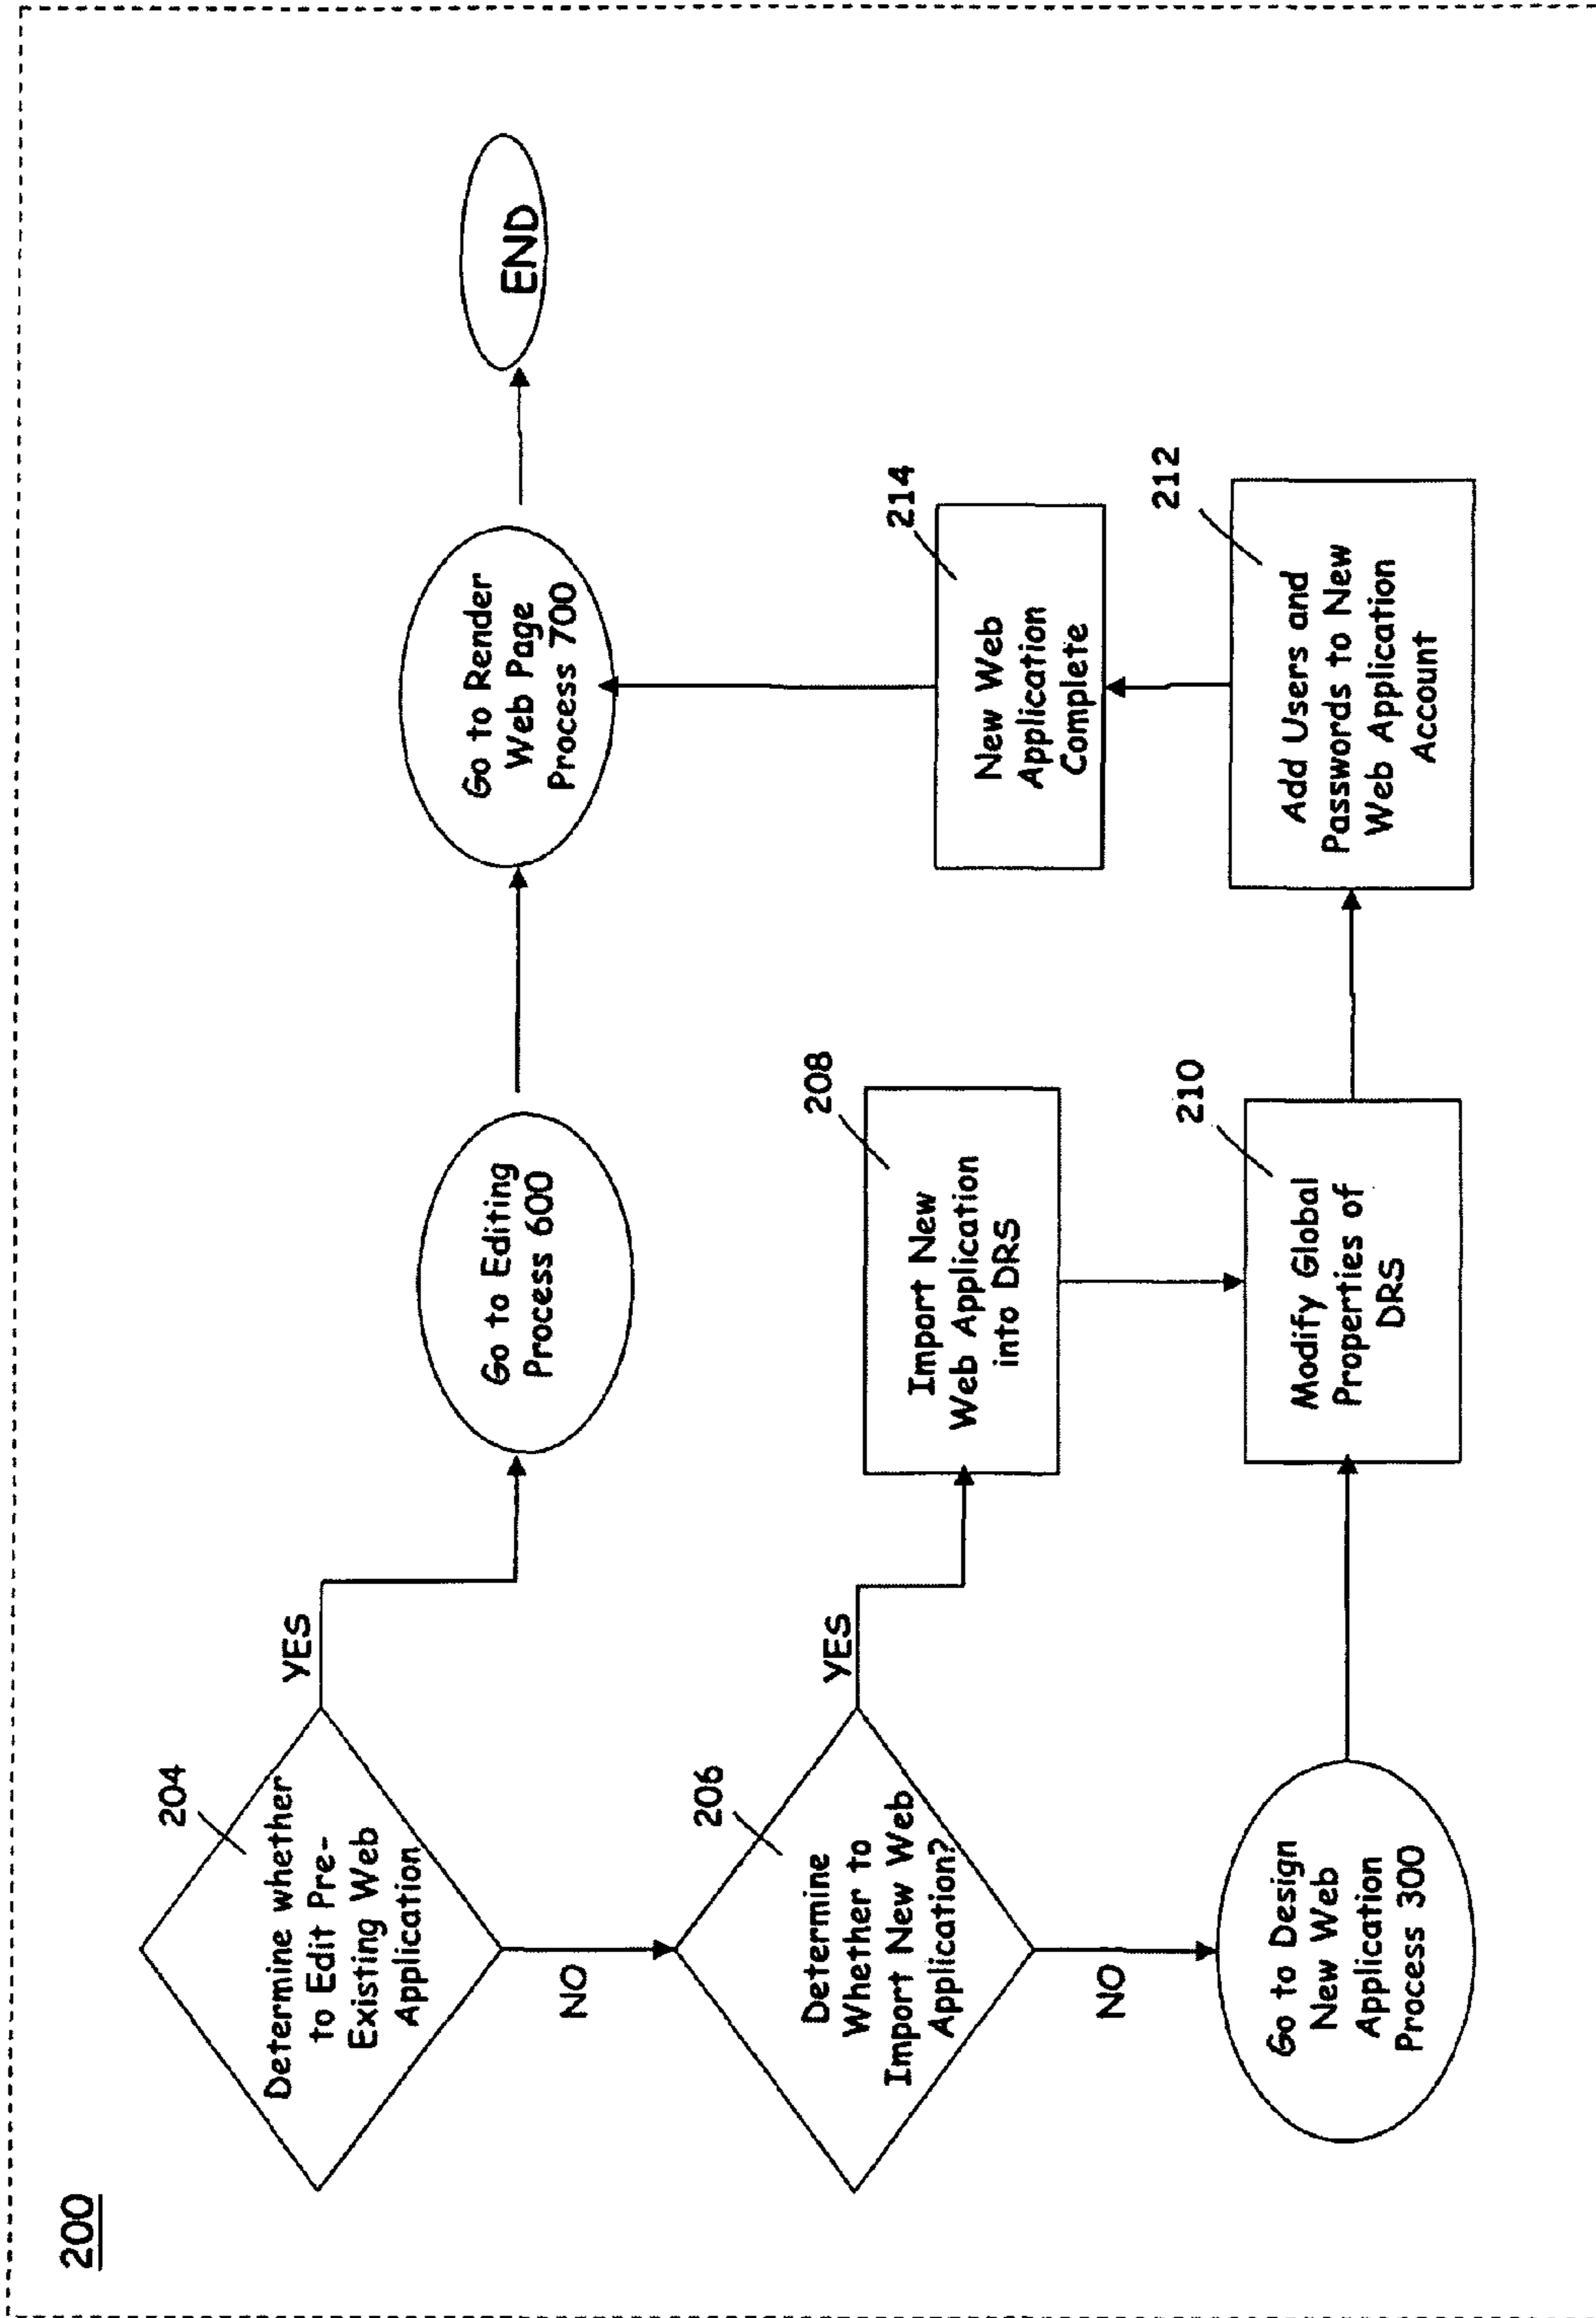 200
204
Determine whether
to Edit Pre-
Existing Web
Application
YES
NO
Go to Editing
Process 600
Go to Render
Web Page
Process 700
END
206
Determine
Whether to
Import New Web
Application?
YES
NO
208
Import New
Web Application
into DRS
214
New Web
Application
Complete
Go to Design
New Web
Application
Process 300
210
Modify Global
Properties of
DRS
212
Add Users and
Passwords to New
Web Application
Account